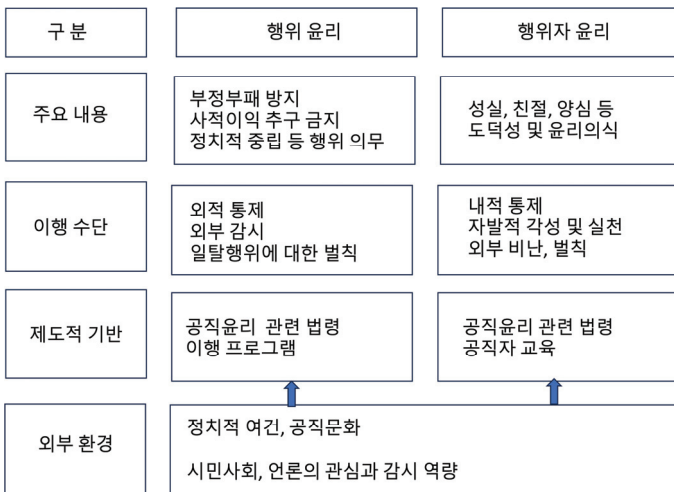 구 분
행위 윤리
행위자 윤리
주요 내용
부정부패 방지
사적이익 추구 금지
정치적 중립 등 행위 의무
성실, 친절, 양심 등
도덕성 및 윤리의식
이행 수단
외적 통제
외부 감시
일탈행위에 대한 벌칙
내적 통제
자발적 각성 및 실천
외부 비난, 벌칙
제도적 기반
공직윤리 관련 법령
이행 프로그램
공직윤리 관련 법령
공직자 교육
외부 환경
정치적 여건, 공직문화
시민사회, 언론의 관심과 감시 역량